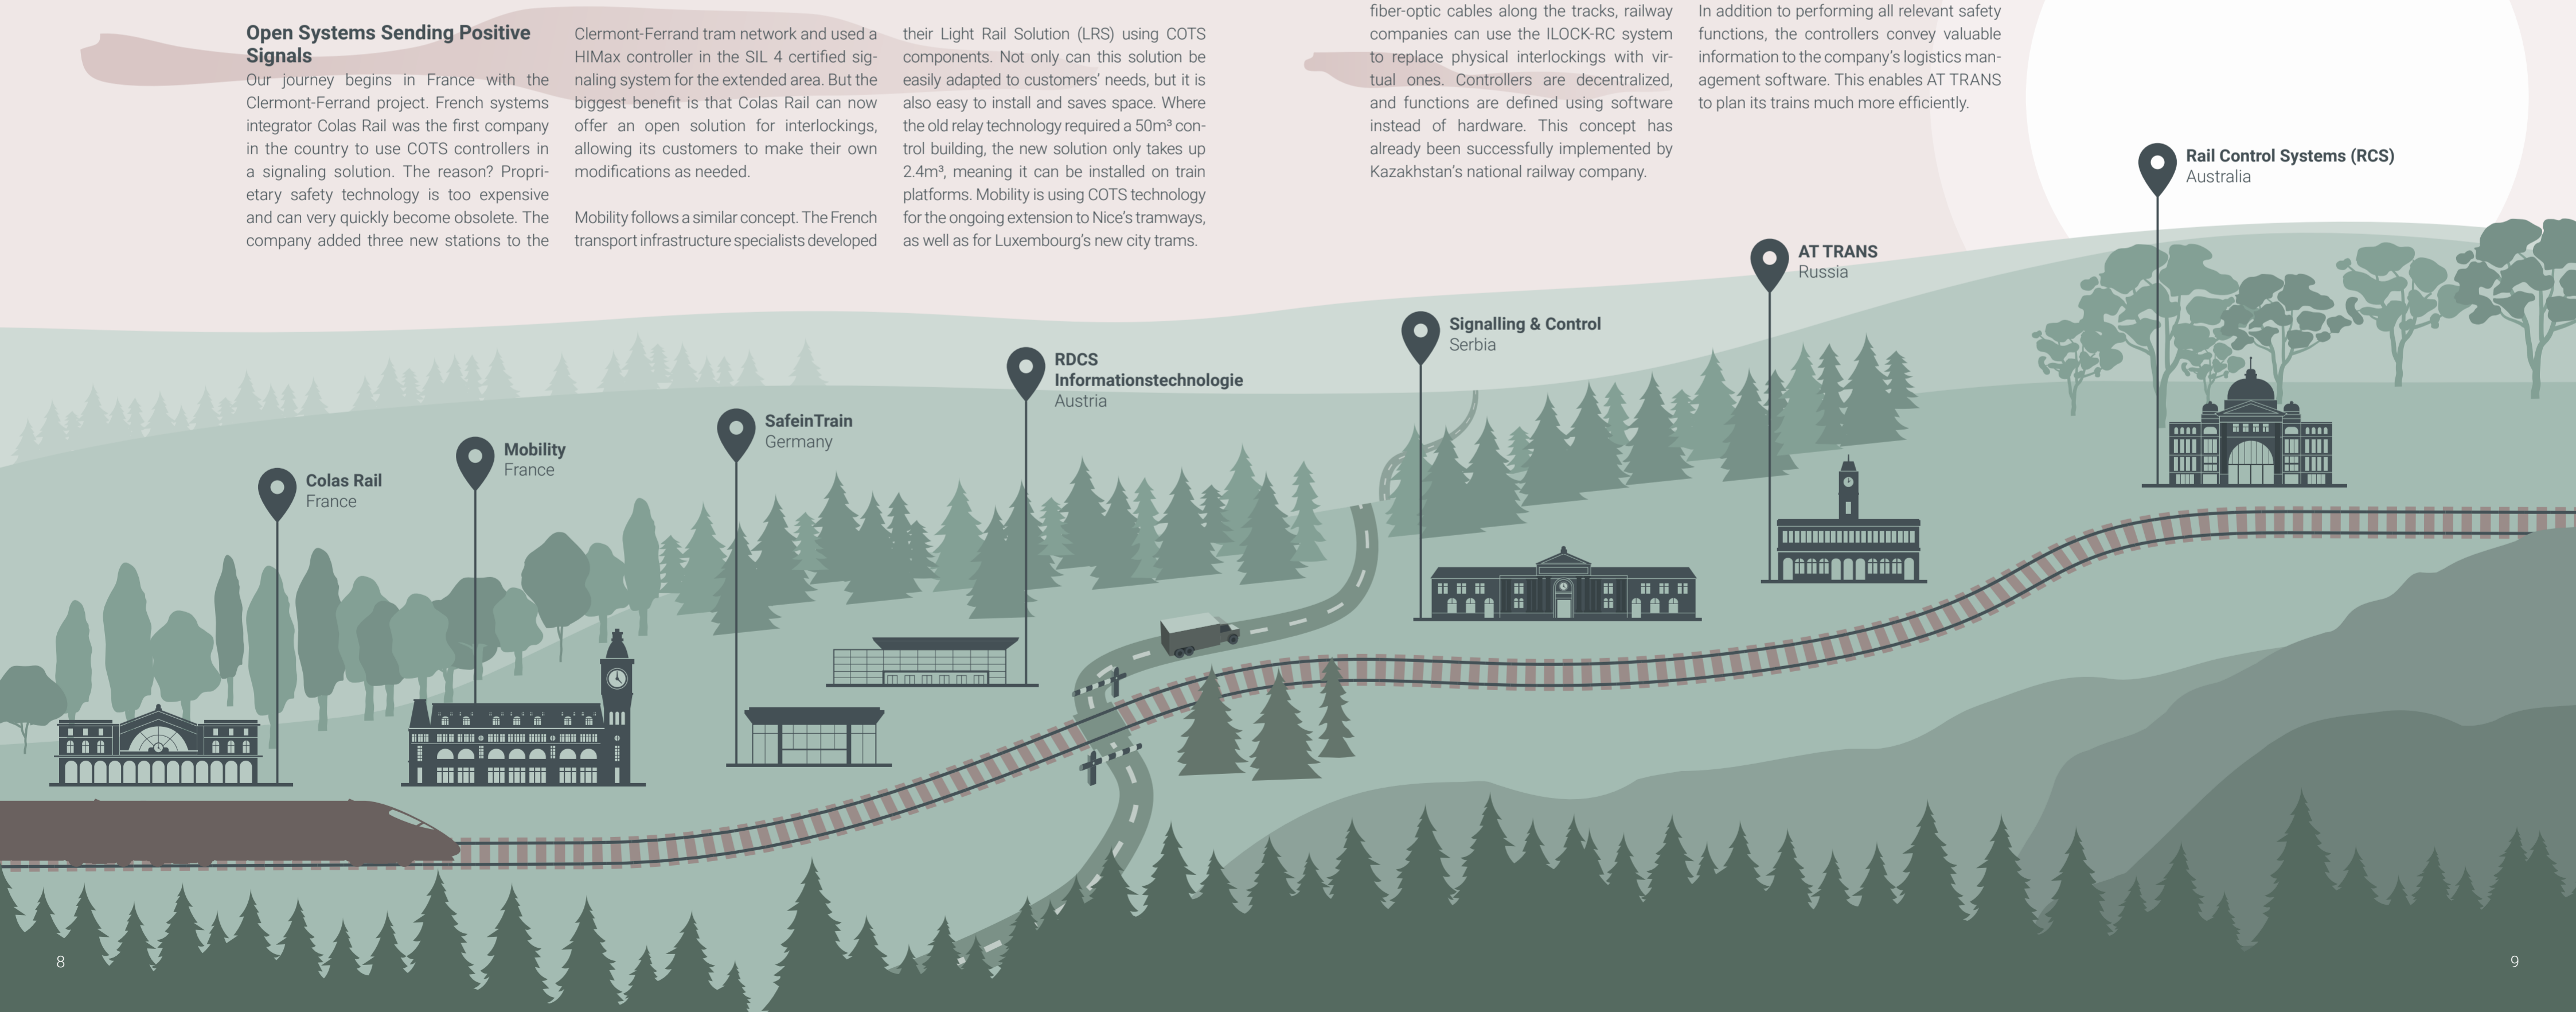 Open Systems Sending Positive
Signals
Our journey begins in France with the
Clermont-Ferrand project. French systems
integrator Colas Rail was the first company
in the country to use COTS controllers in
a signaling solution. The reason? Propri-
etary safety technology is too expensive
and can very quickly become obsolete. The
company added three new stations to the
Clermont-Ferrand tram network and used a
HIMax controller in the SIL 4 certified sig-
naling system for the extended area. But the
biggest benefit is that Colas Rail can now
offer an open solution for interlockings,
allowing its customers to make their own
modifications as needed.
Mobility follows a similar concept. The French
transport infrastructure specialists developed
their Light Rail Solution (LRS) using COTS
components. Not only can this solution be
easily adapted to customers' needs, but it is
also easy to install and saves space. Where
the old relay technology required a 50m³ con-
trol building, the new solution only takes up
2.4m³, meaning it can be installed on train
platforms. Mobility is using COTS technology
for the ongoing extension to Nice's tramways,
as well as for Luxembourg's new city trams.
fiber-optic cables along the tracks, railway
companies can use the ILOCK-RC system
to replace physical interlockings with vir-
tual ones. Controllers are decentralized,
and functions are defined using software
instead of hardware. This concept has
already been successfully implemented by
Kazakhstan's national railway company.
In addition to performing all relevant safety
functions, the controllers convey valuable
information to the company's logistics man-
agement software. This enables AT TRANS
to plan its trains much more efficiently.
Colas Rail
France
Mobility
France
SafeinTrain
Germany
RDCS
Informationstechnologie
Austria
Signalling & Control
Serbia
AT TRANS
Russia
Rail Control Systems (RCS)
Australia
8
9